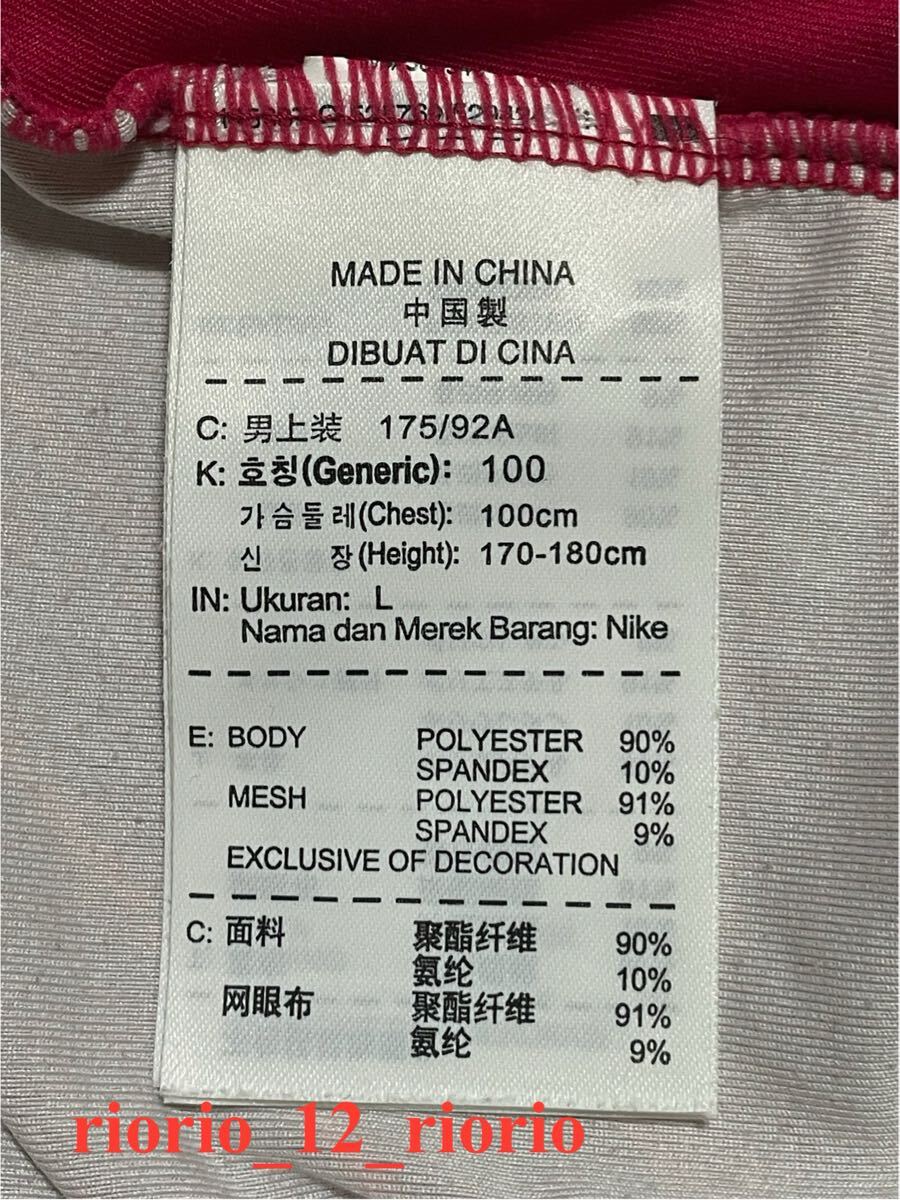 MADE IN CHINA
中国製
DIBUAT DI CINA
C: 男上装 175/92A
K: 호칭(Generic): 100
가슴둘레(Chest): 100cm
신 장(Height): 170-180cm
IN: Ukuran: L
Nama dan Merek Barang: Nike
E: BODY POLYESTER 90%
SPANDEX 10%
MESH POLYESTER 91%
SPANDEX 9%
EXCLUSIVE OF DECORATION
C: 面料 聚酯纤维 90%
氨纶 10%
网眼布 聚酯纤维 91%
氨纶 9%
riorio_12_riorio